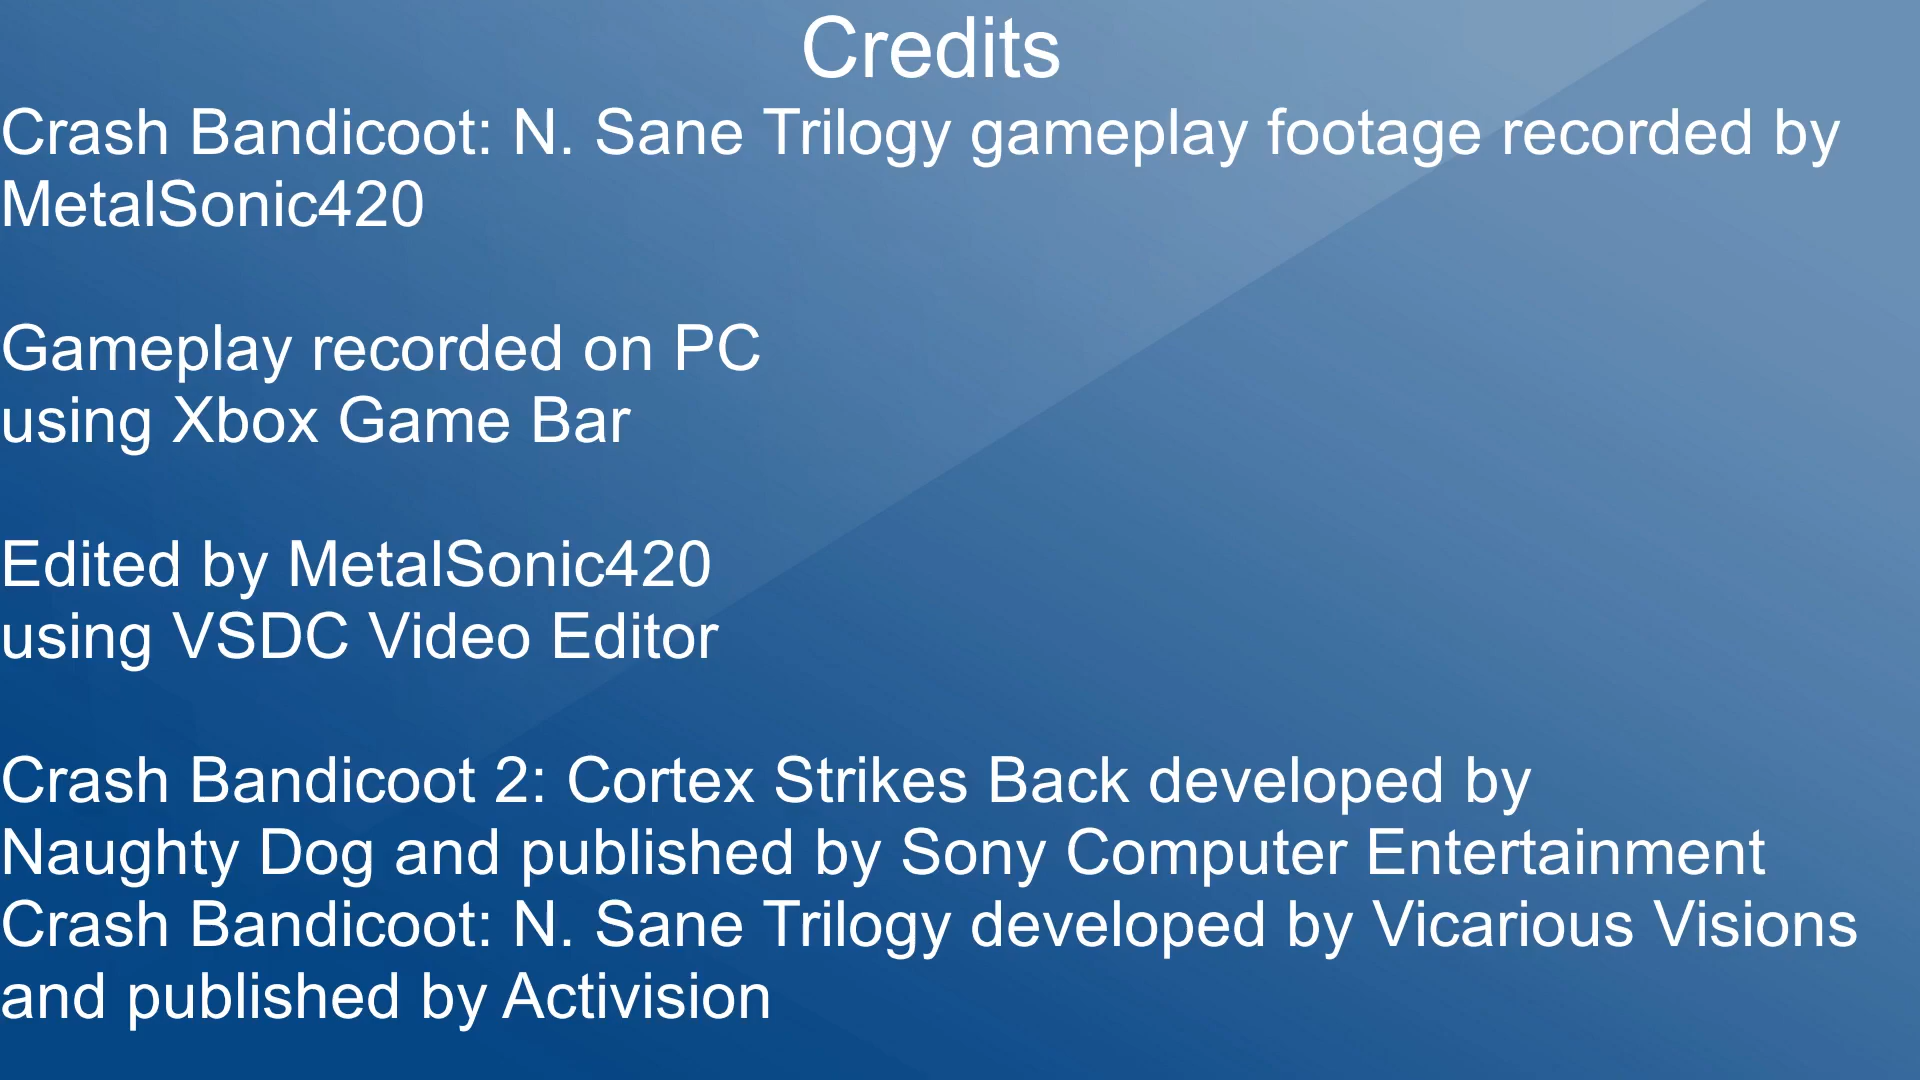 Credits
Crash Bandicoot: N. Sane Trilogy gameplay footage recorded by
MetalSonic420
Gameplay recorded on PC
using Xbox Game Bar
Edited by MetalSonic420
using VSDC Video Editor
Crash Bandicoot 2: Cortex Strikes Back developed by
Naughty Dog and published by Sony Computer Entertainment
Crash Bandicoot: N. Sane Trilogy developed by Vicarious Visions
and published by Activision